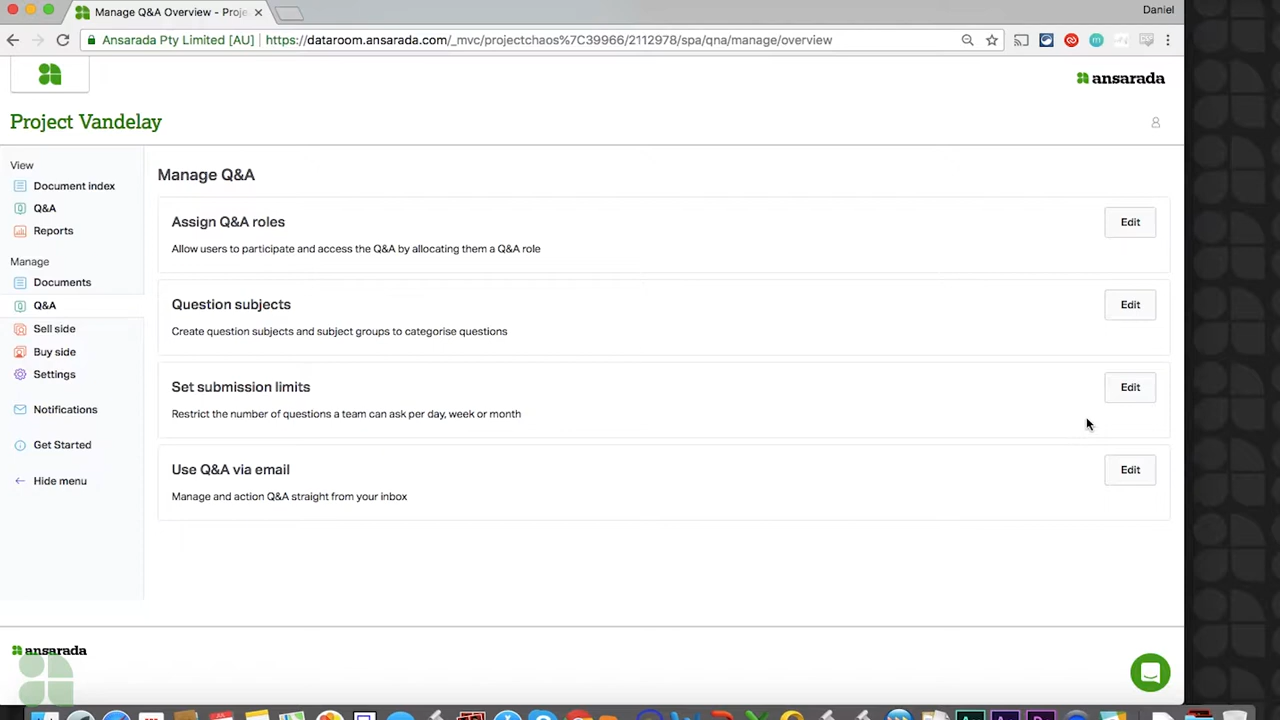 Manage Q&A Overview - Proje
Daniel
Ansarada Pty Limited [AU]
https://dataroom.ansarada.com/_mvc/projectchaos%7C39966/2112978/spa/qna/manage/overview
ansarada
Project Vandelay
View
Document index
Q&A
Reports
Manage
Documents
Q&A
Sell side
Buy side
Settings
Notifications
Get Started
Hide menu
Manage Q&A
Assign Q&A roles
Edit
Allow users to participate and access the Q&A by allocating them a Q&A role
Question subjects
Edit
Create question subjects and subject groups to categorise questions
Set submission limits
Edit
Restrict the number of questions a team can ask per day, week or month
Use Q&A via email
Edit
Manage and action Q&A straight from your inbox
ansarada